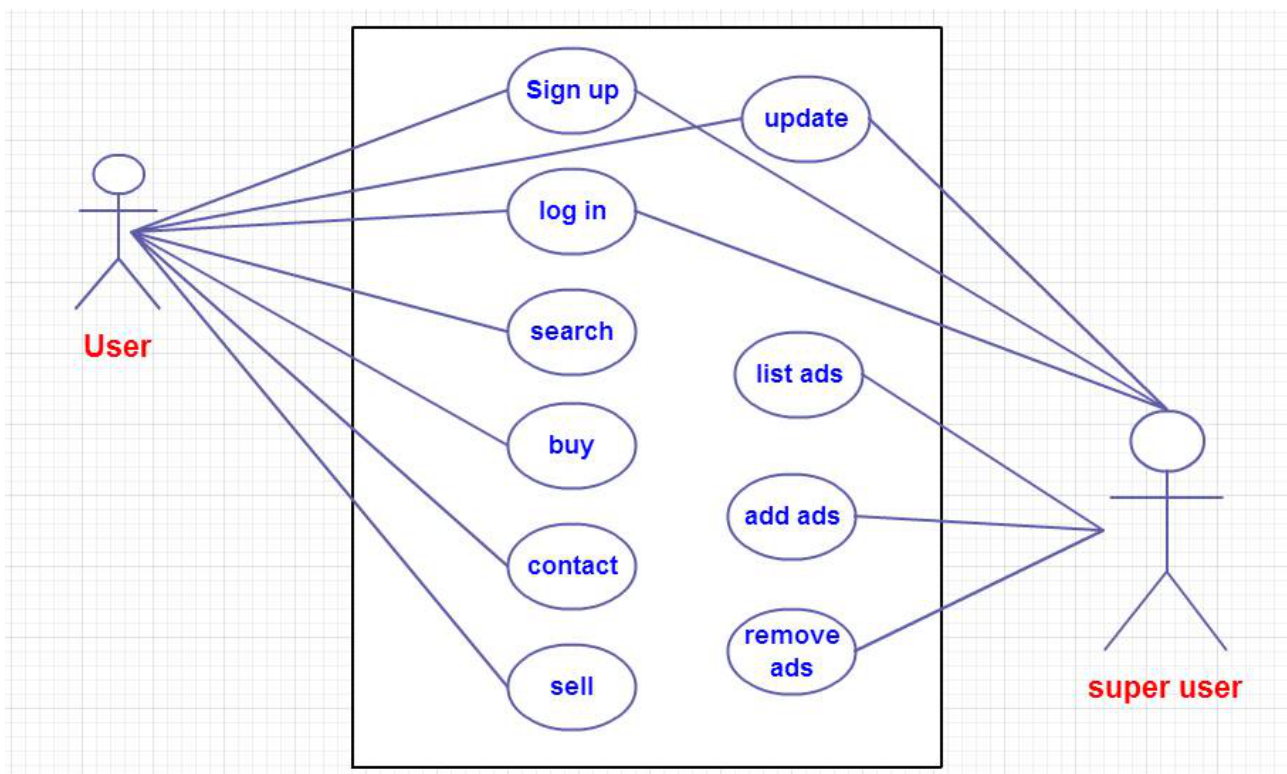 Sign up
update
log in
search
User
list ads
buy
add ads
contact
remove
ads
sell
super user